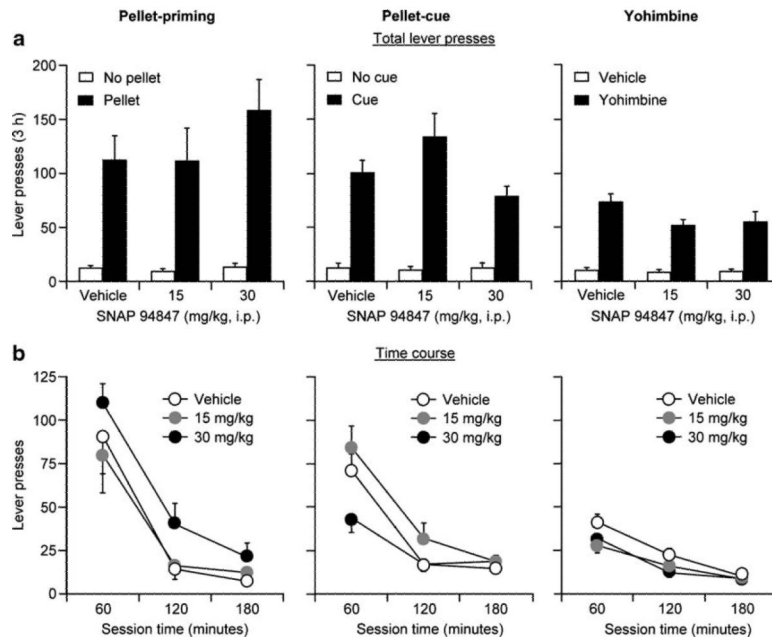 Pellet-priming Pellet-cue Yohimbine
a Total lever presses
200
150
100
50
0
Lever presses (3 h)
No pellet
Pellet
No cue
Cue
Vehicle
Yohimbine
Vehicle 15 30 Vehicle 15 30 Vehicle 15 30
SNAP 94847 (mg/kg, i.p.) SNAP 94847 (mg/kg, i.p.) SNAP 94847 (mg/kg, i.p.)
b Time course
125
100
75
50
25
0
Lever presses
Vehicle
15 mg/kg
30 mg/kg
Vehicle
15 mg/kg
30 mg/kg
Vehicle
15 mg/kg
30 mg/kg
60 120 180 60 120 180 60 120 180
Session time (minutes) Session time (minutes) Session time (minutes)